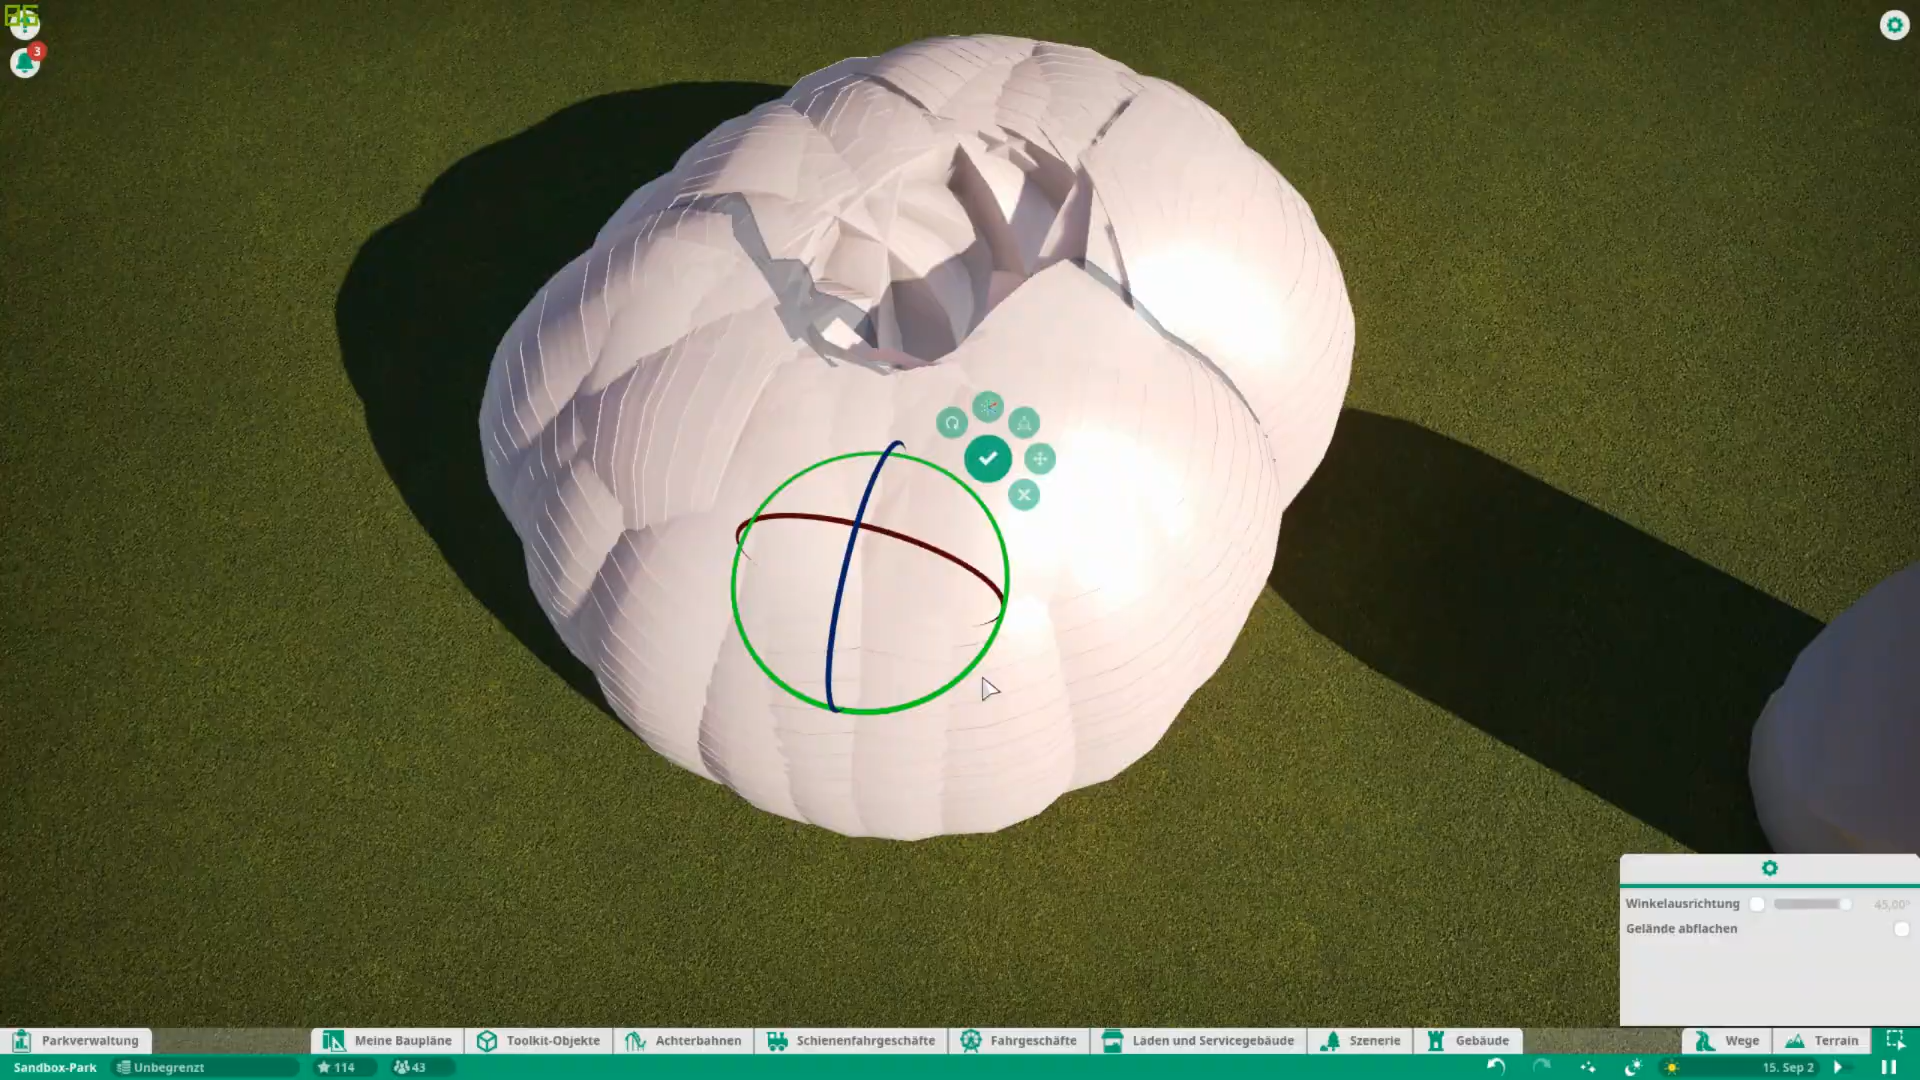 85
3
Winkelausrichtung 45,00°
Gelände abflachen
Parkverwaltung
Meine Baupläne
Toolkit-Objekte
Achterbahnen
Schienenfahrgeschäfte
Fahrgeschäfte
Läden und Servicegebäude
Szenerie
Gebäude
Wege
Terrain
Sandbox-Park
Unbegrenzt
114
43
15. Sep 2